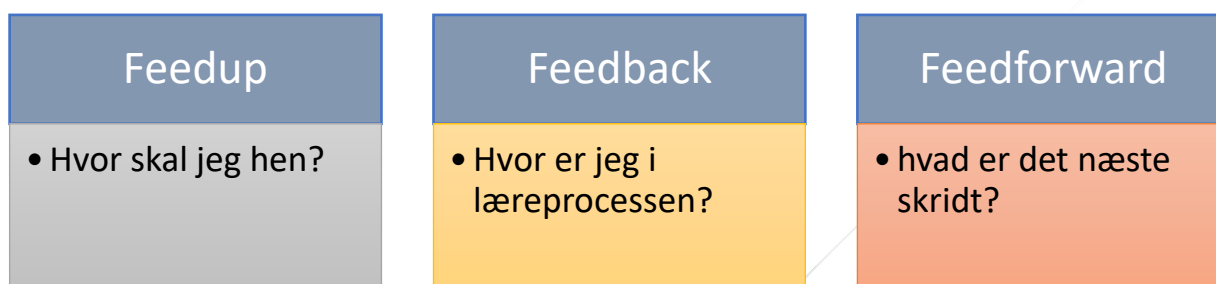 Feedup
• Hvor skal jeg hen?
Feedback
• Hvor er jeg i
læreprocessen?
Feedforward
• hvad er det næste
skridt?